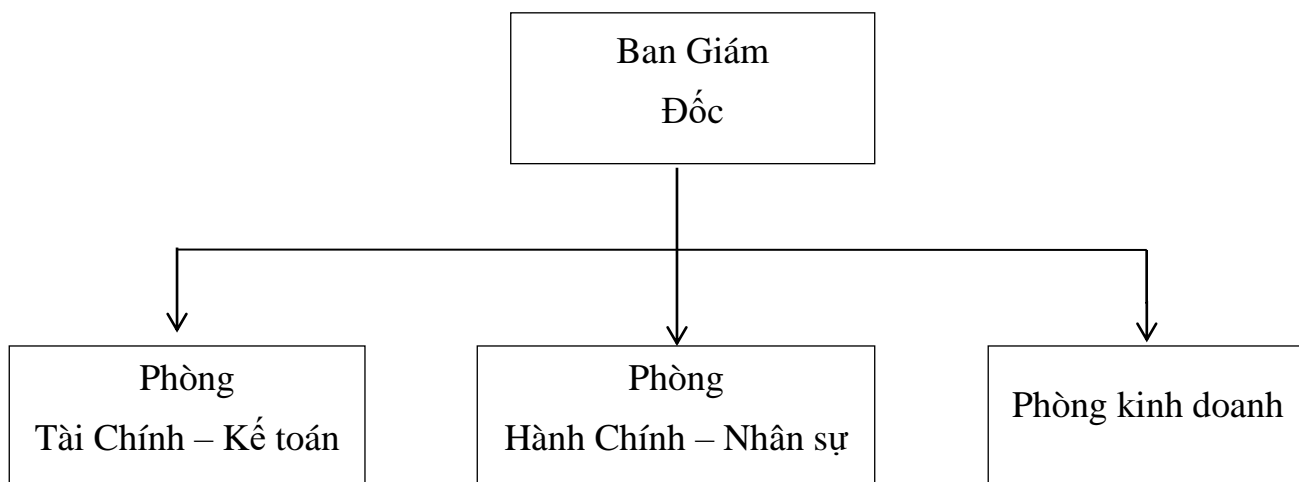 Ban Giám
Đốc
Phòng
Tài Chính – Kế toán
Phòng
Hành Chính – Nhân sự
Phòng kinh doanh